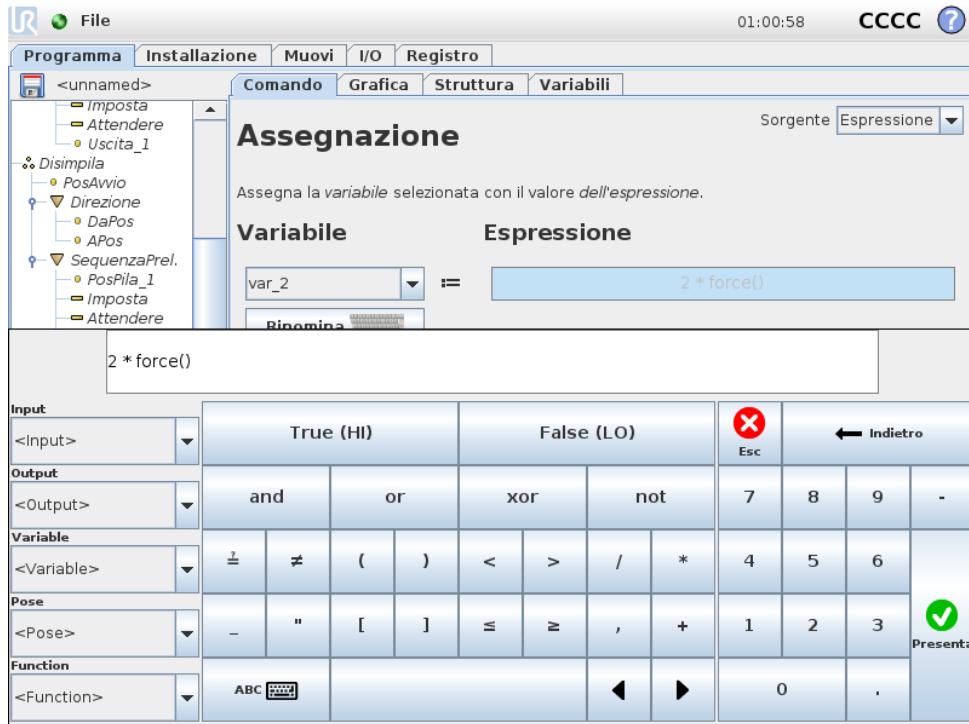 UR File 01:00:58 CCCC ?
Programma Installazione Muovi I/O Registro
<unnamed> Comando Grafica Struttura Variabili
Imposta
Attendere
Uscita_1
Disimpila
PosAvvio
Direzione
DaPos
APos
SequenzaPrel.
PosPila_1
Imposta
Attendere
Assegnazione
Sorgente Espressione
Assegna la variabile selezionata con il valore dell'espressione.
Variabile Espressione
var_2 := 2 * force()
Rinomina
2 * force()
Input
<Input> True (HI) False (LO) Esc Indietro
Output
<Output> and or xor not 7 8 9 -
Variable
<Variable> ≟ ≠ ( ) < > / * 4 5 6
Pose
<Pose> _ " [ ] ≤ ≥ , + 1 2 3 Presenta
Function
<Function> ABC 0 .